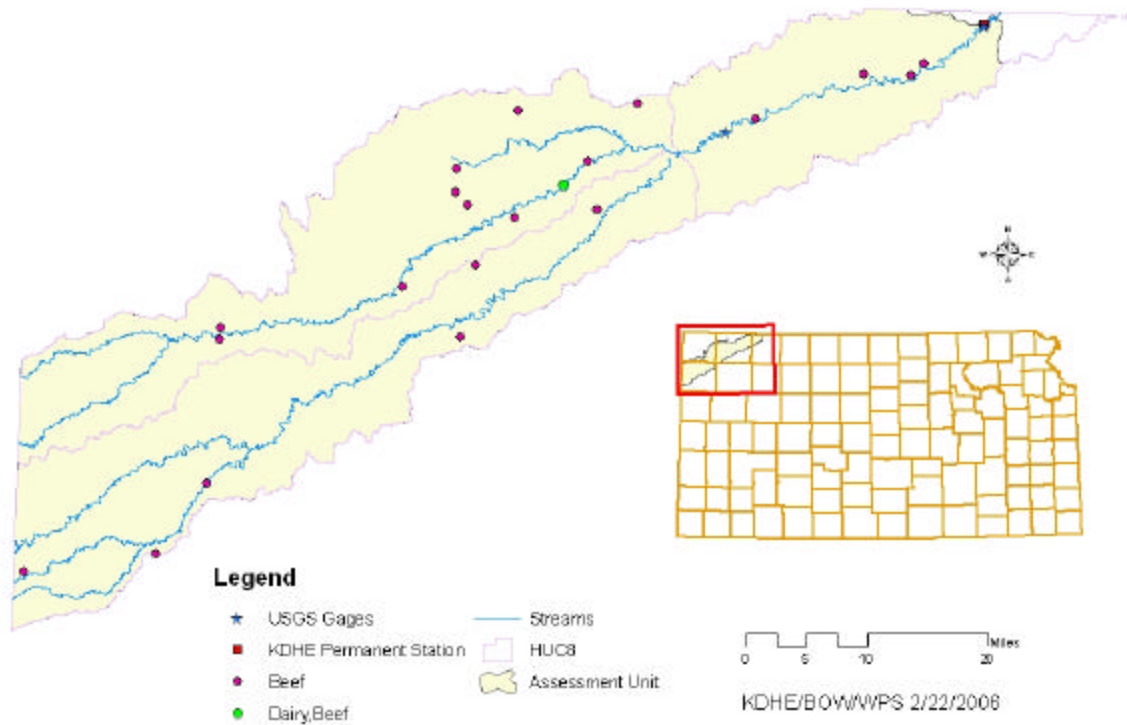 N
W E
S
Legend
USGS Gages
KDHE Permanent Station
Beef
Dairy,Beef
Streams
HUC8
Assessment Unit
Miles
0 5 10 20
KDHE/BOW/WPS 2/22/2006